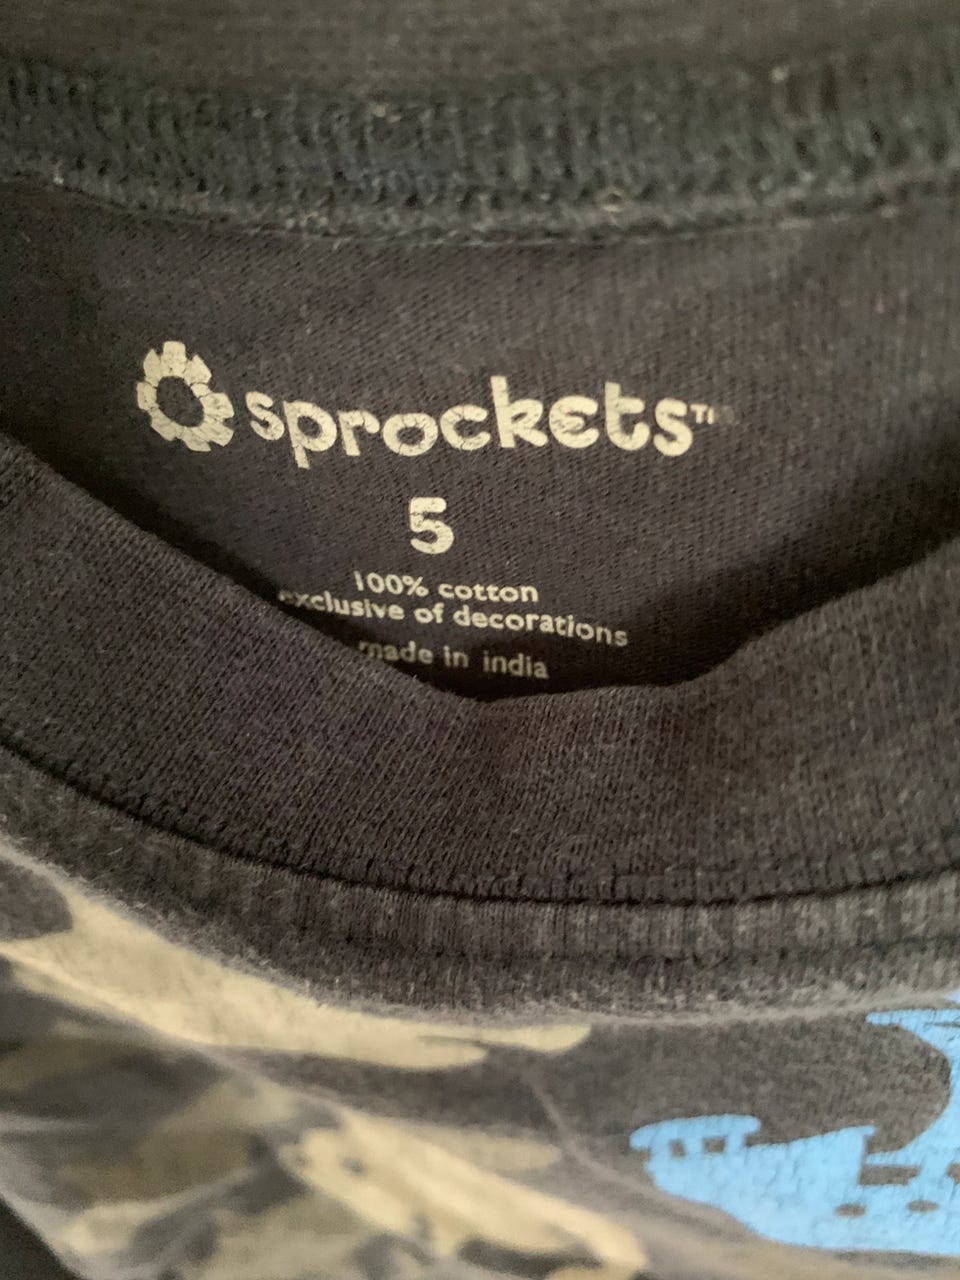 sprockets™
5
100% cotton
exclusive of decorations
made in india